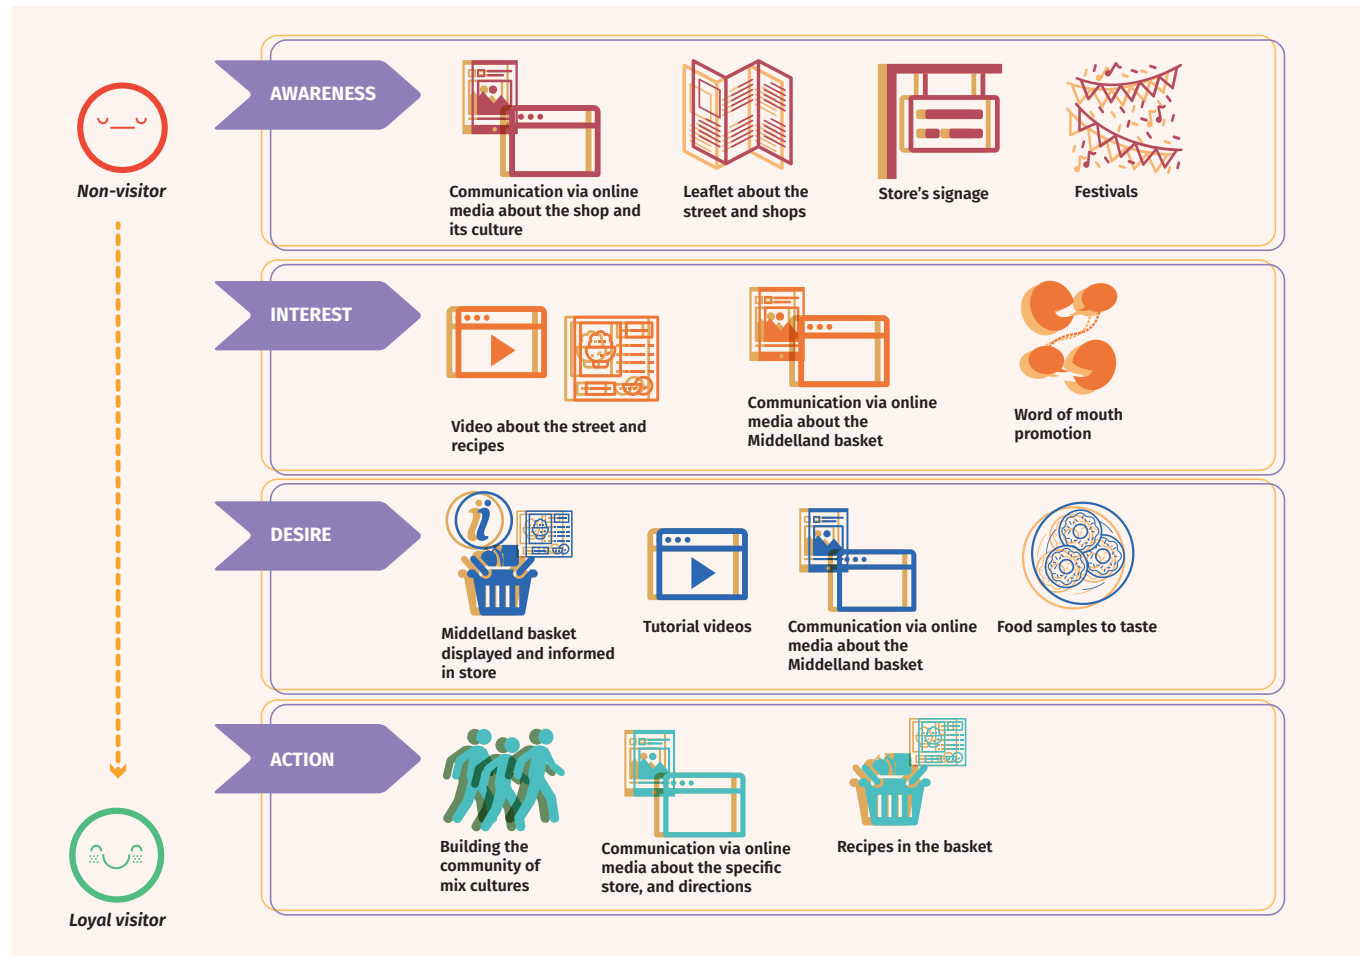 AWARENESS
Non-visitor
Communication via online
media about the shop and
its culture
Leaflet about the
street and shops
Store's signage
Festivals
INTEREST
Video about the street and
recipes
Communication via online
media about the
Middelland basket
Word of mouth
promotion
DESIRE
Middelland basket
displayed and informed
in store
Tutorial videos
Communication via online
media about the
Middelland basket
Food samples to taste
ACTION
Building the
community of
mix cultures
Communication via online
media about the specific
store, and directions
Recipes in the basket
Loyal visitor